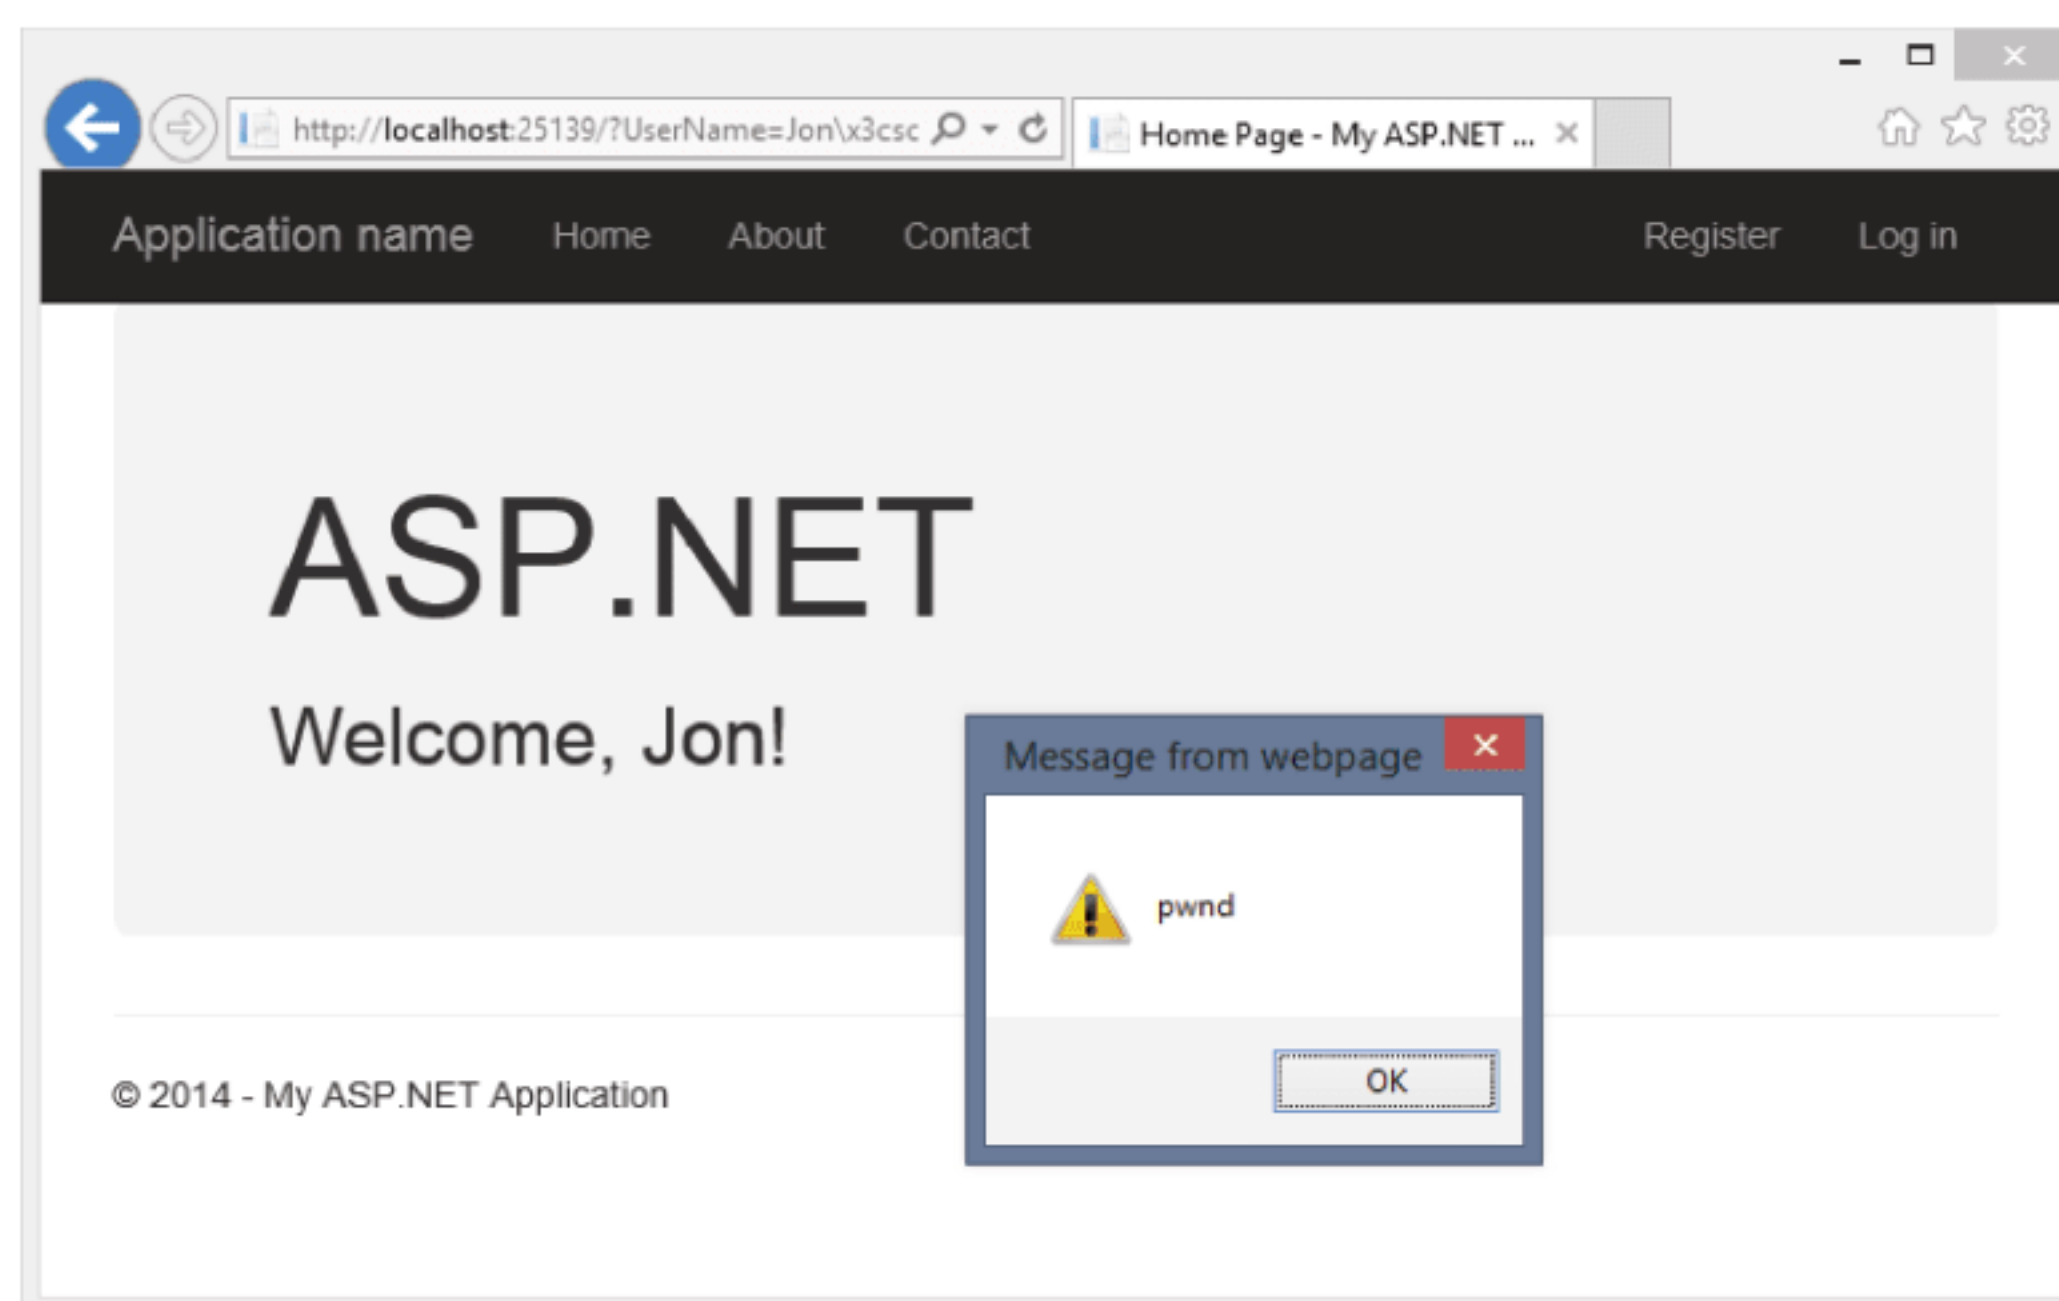 http://localhost:25139/?UserName=Jon\x3csc
Home Page - My ASP.NET ...
Application name Home About Contact Register Log in
ASP.NET
Welcome, Jon!
Message from webpage
pwnd
OK
© 2014 - My ASP.NET Application